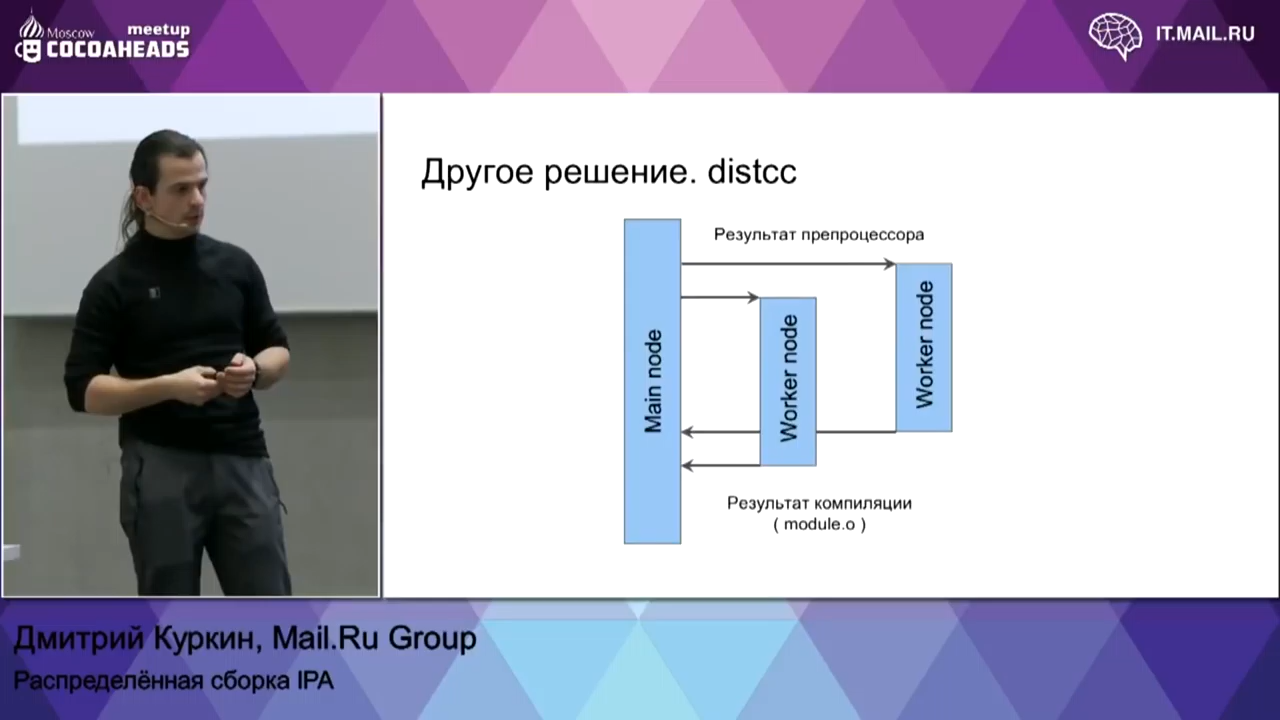 Moscow meetup
COCOAHEADS
IT.MAIL.RU
Другое решение. distcc
Результат препроцессора
Main node
Worker node
Worker node
Результат компиляции
( module.o )
Дмитрий Куркин, Mail.Ru Group
Распределённая сборка IPA